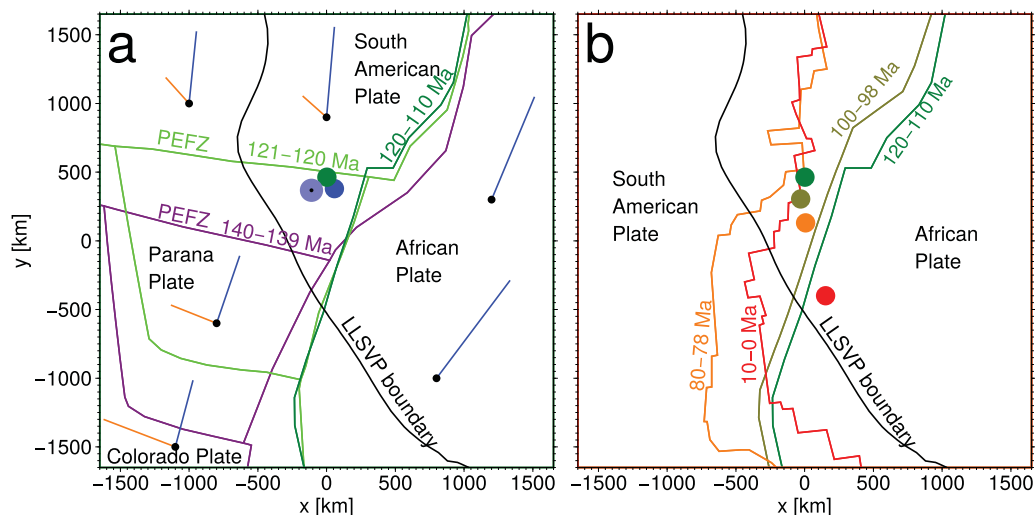 a
South
American
Plate
120−110 Ma
PEFZ
121−120 Ma
PEFZ
140−139 Ma
Parana
Plate
African
Plate
LLSVP boundary
Colorado Plate
y [km]
1500
1000
500
0
−500
−1000
−1500
−1500
−1000
−500
0
500
1000
1500
x [km]
b
100−98 Ma
120−110 Ma
South
American
Plate
African
Plate
80−78 Ma
10−0 Ma
LLSVP boundary
−1500
−1000
−500
0
500
1000
1500
x [km]